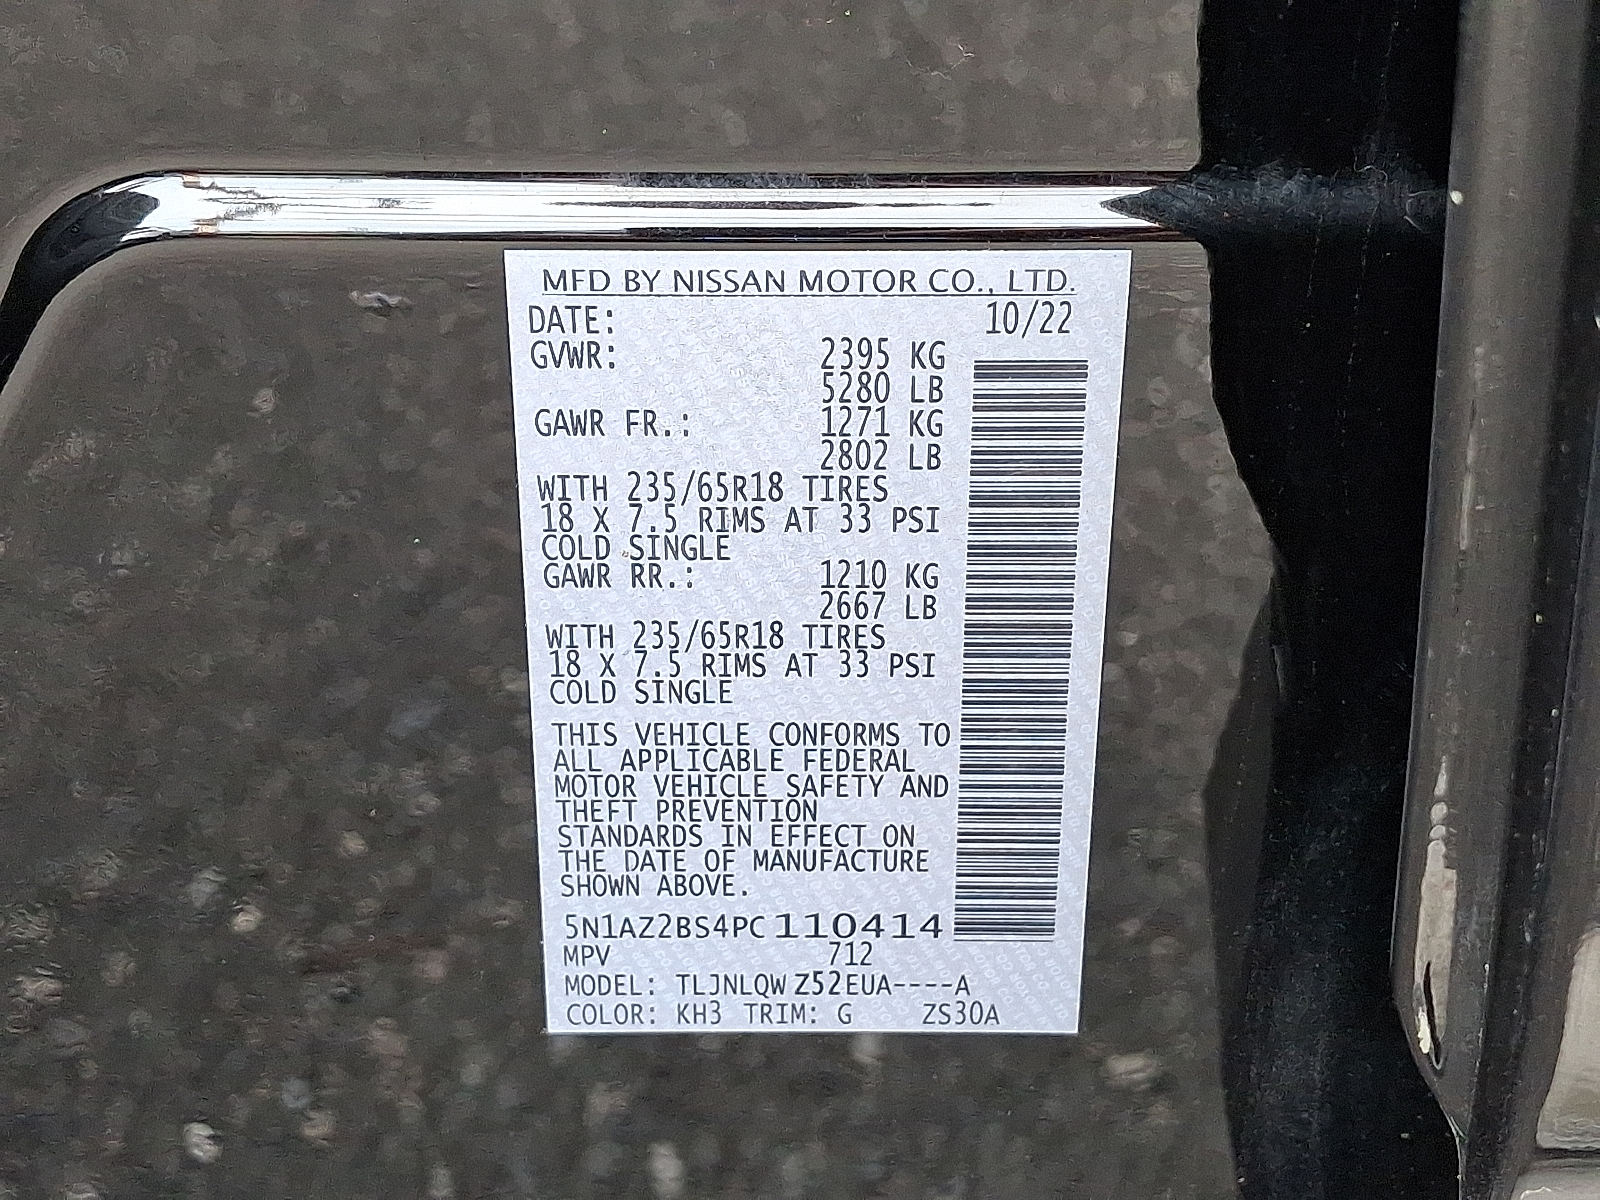 MFD BY NISSAN MOTOR CO., LTD.
DATE: 10/22
GVWR: 2395 KG
5280 LB
GAWR FR.: 1271 KG
2802 LB
WITH 235/65R18 TIRES
18 X 7.5 RIMS AT 33 PSI
COLD SINGLE
GAWR RR.: 1210 KG
2667 LB
WITH 235/65R18 TIRES
18 X 7.5 RIMS AT 33 PSI
COLD SINGLE
THIS VEHICLE CONFORMS TO
ALL APPLICABLE FEDERAL
MOTOR VEHICLE SAFETY AND
THEFT PREVENTION
STANDARDS IN EFFECT ON
THE DATE OF MANUFACTURE
SHOWN ABOVE.
5N1AZ2BS4PC110414
MPV 712
MODEL: TLJNLQW Z52EUA----A
COLOR: KH3 TRIM: G ZS30A